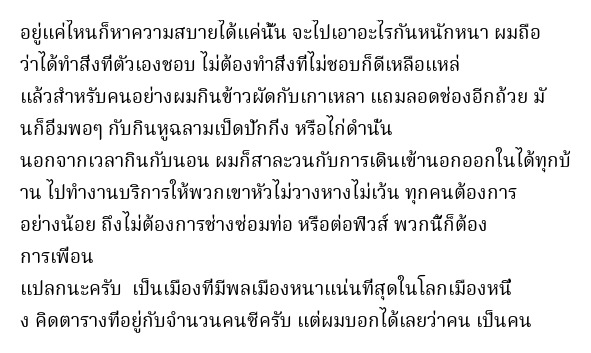 อยู่แค่ไหนก็หาความสบายได้แค่นั้น จะไปเอาอะไรกันหนักหนา ผมถือ
ว่าได้ทำสิ่งที่ตัวเองชอบ ไม่ต้องทำสิ่งที่ไม่ชอบก็ดีเหลือแหล่
แล้วสำหรับคนอย่างผมกินข้าวผัดกับเกาเหลา แถมลอดช่องอีกถ้วย มั
นก็อิ่มพอๆ กับกินหูฉลามเป็ดปักกิ่ง หรือไก่ดำนั่น
นอกจากเวลากินกับนอน ผมก็สาละวนกับการเดินเข้านอกออกในได้ทุกบ้
าน ไปทำงานบริการให้พวกเขาหัวไม่วางหางไม่เว้น ทุกคนต้องการ
อย่างน้อย ถึงไม่ต้องการช่างซ่อมท่อ หรือต่อฟิวส์ พวกนี้ก็ต้อง
การเพื่อน
แปลกนะครับ  เป็นเมืองที่มีพลเมืองหนาแน่นที่สุดในโลกเมืองหนึ่
ง คิดตารางที่อยู่กับจำนวนคนซีครับ แต่ผมบอกได้เลยว่าคน เป็นคน